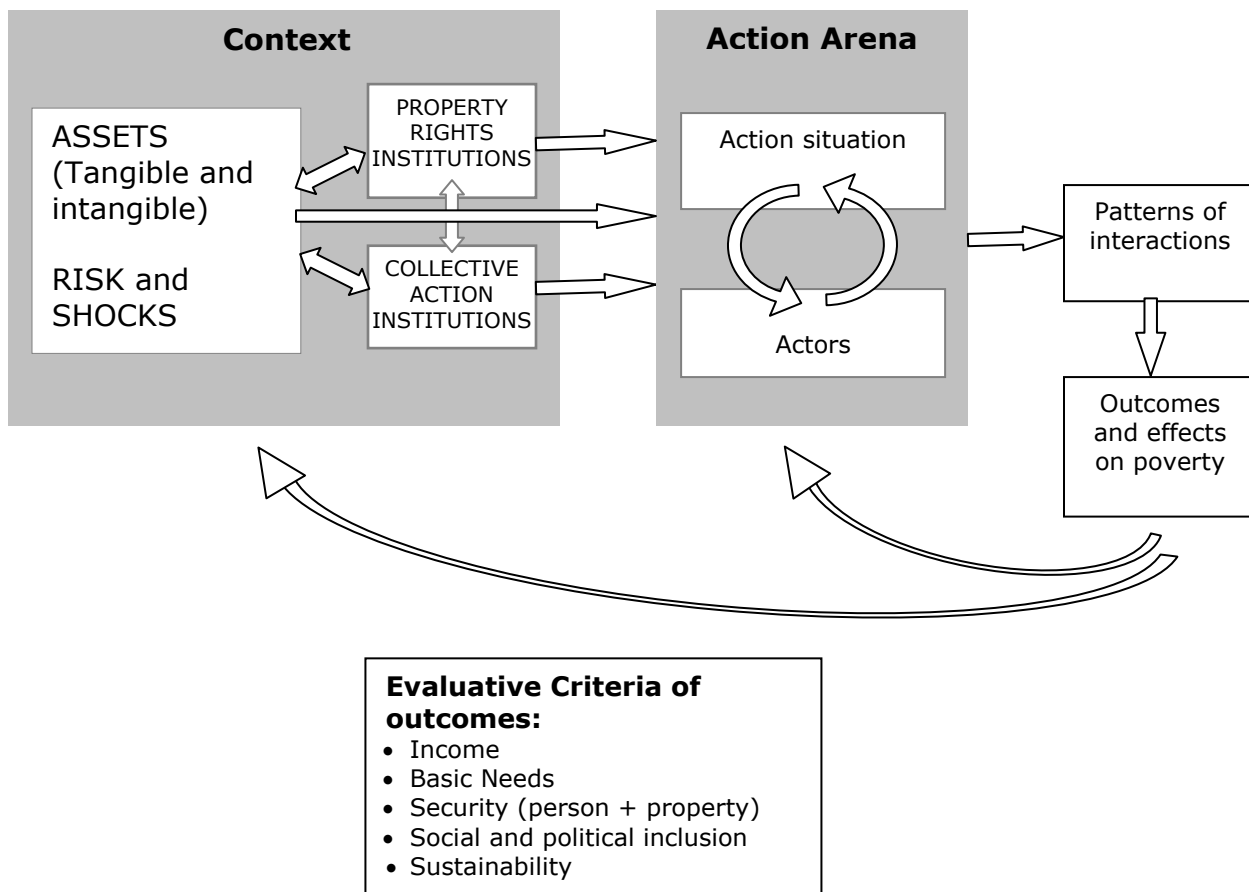 Context
ASSETS
(Tangible and
intangible)
RISK and
SHOCKS
PROPERTY
RIGHTS
INSTITUTIONS
COLLECTIVE
ACTION
INSTITUTIONS
Action Arena
Action situation
Actors
Patterns of
interactions
Outcomes
and effects
on poverty
Evaluative Criteria of
outcomes:
• Income
• Basic Needs
• Security (person + property)
• Social and political inclusion
• Sustainability